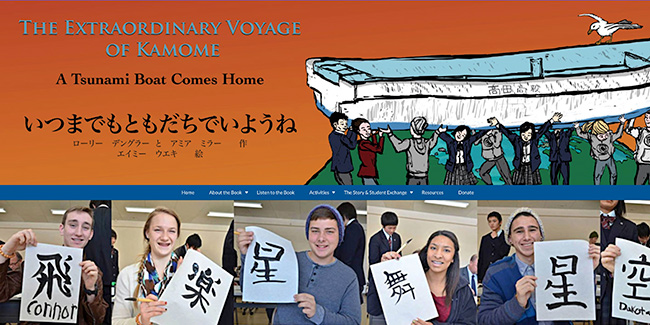 THE EXTRAORDINARY VOYAGE
OF KAMOME
A Tsunami Boat Comes Home
いつまでもともだちでいようね
ローリー デングラー と アミア ミラー 作
エイミー ウエキ 絵
高田高校
Home About the Book Listen to the Book Activities The Story & Student Exchange Resources Donate
飛
Connor
楽
星
舞
星
空
Dakota